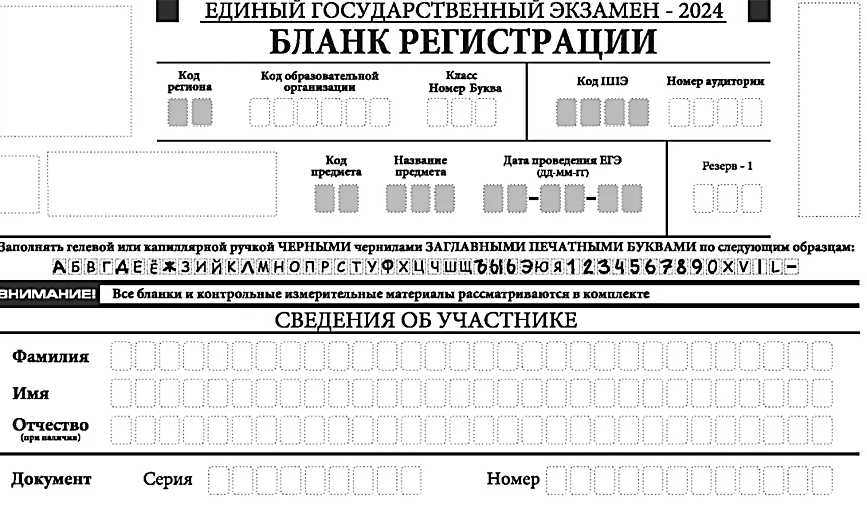 ЕДИНЫЙ ГОСУДАРСТВЕННЫЙ ЭКЗАМЕН - 2024
БЛАНК РЕГИСТРАЦИИ
Код региона
Код образовательной организации
Класс
Номер Буква
Код ППЭ
Номер аудитории
Код предмета
Название предмета
Дата проведения ЕГЭ
(ДД-ММ-ГГ)
Резерв - 1
Заполнять гелевой или капиллярной ручкой ЧЕРНЫМИ чернилами ЗАГЛАВНЫМИ ПЕЧАТНЫМИ БУКВАМИ по следующим образцам:
АБВГДЕЁЖЗИЙКЛМНОПРСТУФХЦЧШЩЪЫЬЭЮЯ1234567890XVIL-
ВНИМАНИЕ! Все бланки и контрольные измерительные материалы рассматриваются в комплекте
СВЕДЕНИЯ ОБ УЧАСТНИКЕ
Фамилия
Имя
Отчество
(при наличии)
Документ Серия Номер